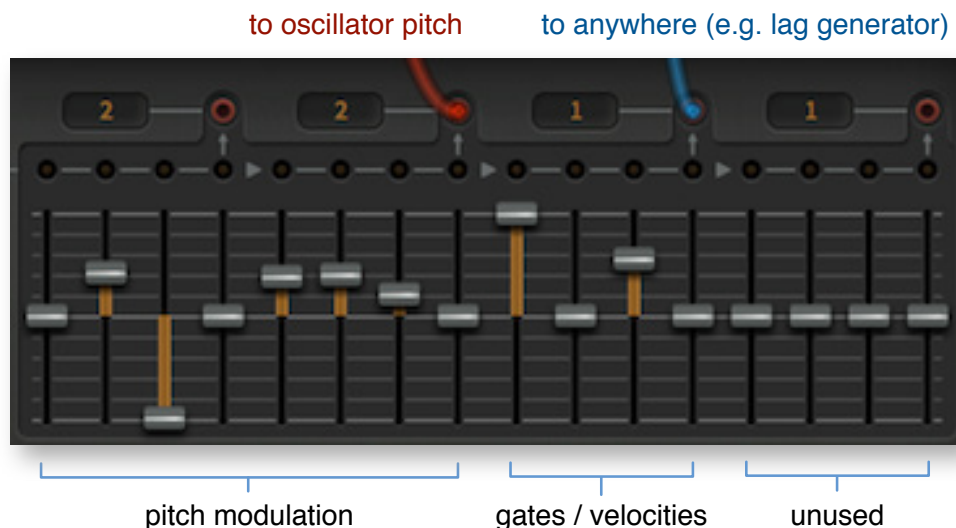 to oscillator pitch
to anywhere (e.g. lag generator)
2
2
1
1
pitch modulation
gates / velocities
unused